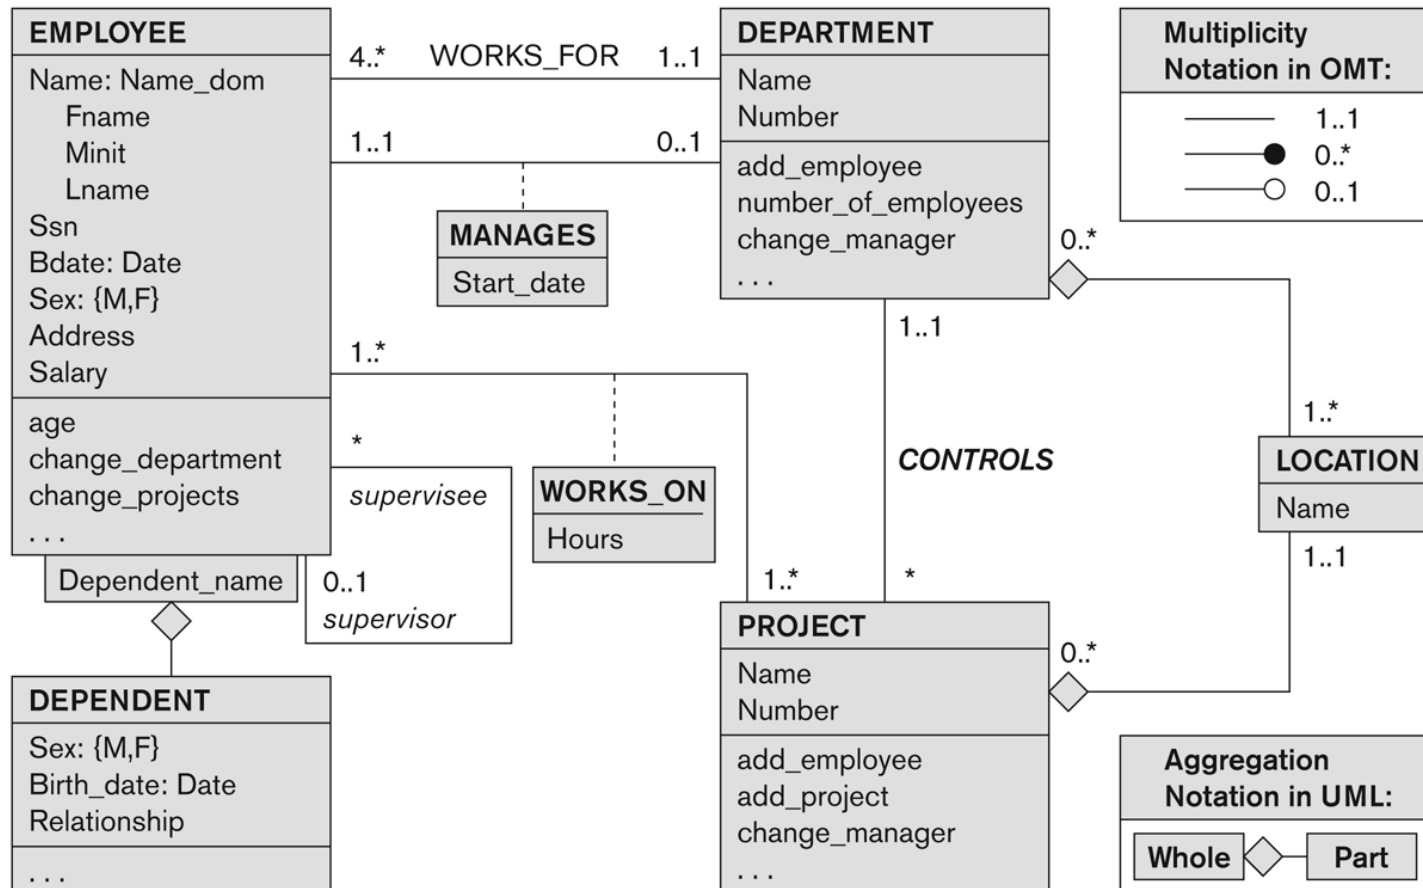 EMPLOYEE
Name: Name_dom
Fname
Minit
Lname
Ssn
Bdate: Date
Sex: {M,F}
Address
Salary
age
change_department
change_projects
. . .
Dependent_name
DEPENDENT
Sex: {M,F}
Birth_date: Date
Relationship
. . .
4..* WORKS_FOR 1..1
1..1 0..1
MANAGES
Start_date
1..*
*
supervisee
0..1
supervisor
WORKS_ON
Hours
1..*
DEPARTMENT
Name
Number
add_employee
number_of_employees
change_manager
. . .
0..*
1..1
CONTROLS
*
PROJECT
Name
Number
add_employee
add_project
change_manager
. . .
0..*
Multiplicity
Notation in OMT:
1..1
0..*
0..1
1..*
LOCATION
Name
1..1
Aggregation
Notation in UML:
Whole Part